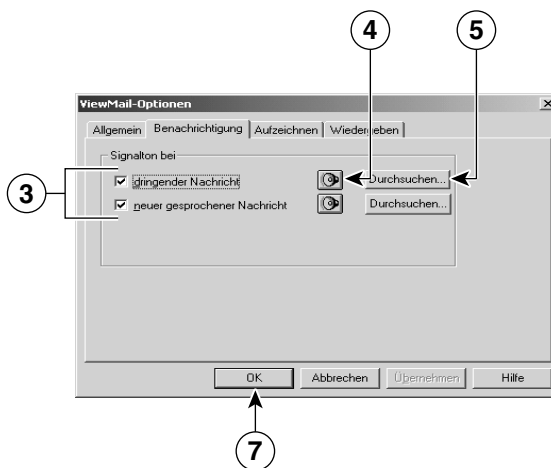 4 5
ViewMail-Optionen
Allgemein Benachrichtigung Aufzeichnen Wiedergeben
Signalton bei
3
dringender Nachricht Durchsuchen...
neuer gesprochener Nachricht Durchsuchen...
OK Abbrechen Übernehmen Hilfe
7